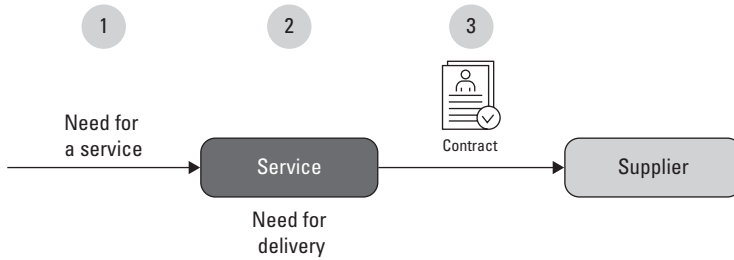 1
2
3
Need for
a service
Service
Need for
delivery
Contract
Supplier